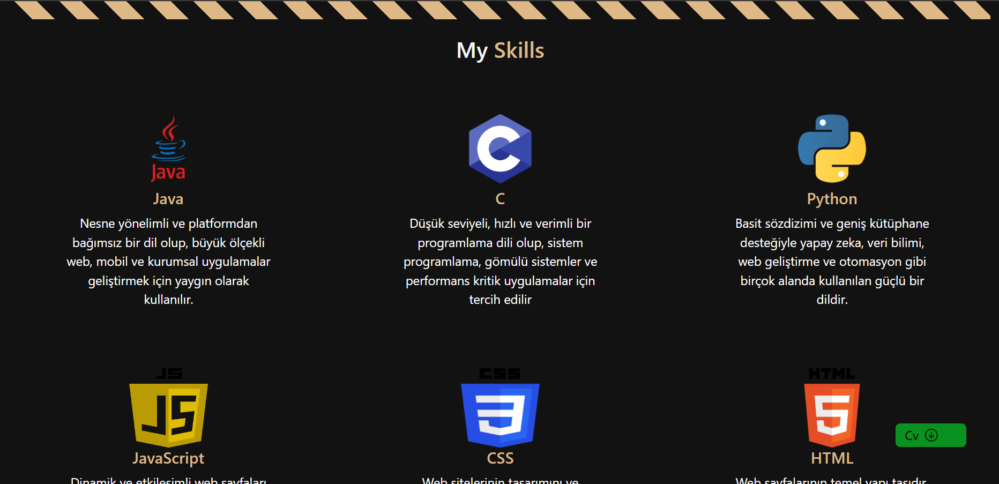 My Skills
Java
Java
Nesne yönelimli ve platformdan
bağımsız bir dil olup, büyük ölçekli
web, mobil ve kurumsal uygulamalar
geliştirmek için yaygın olarak
kullanılır.
C
C
Düşük seviyeli, hızlı ve verimli bir
programlama dili olup, sistem
programlama, gömülü sistemler ve
performans kritik uygulamalar için
tercih edilir
Python
Basit sözdizimi ve geniş kütüphane
desteğiyle yapay zeka, veri bilimi,
web geliştirme ve otomasyon gibi
birçok alanda kullanılan güçlü bir
dildir.
JS
JS
JavaScript
Dinamik ve etkileşimli web sayfaları
CSS
3
CSS
Web sitelerinin tasarımını ve
HTML
5
HTML
Web sayfalarının temel yapı taşıdır
Cv